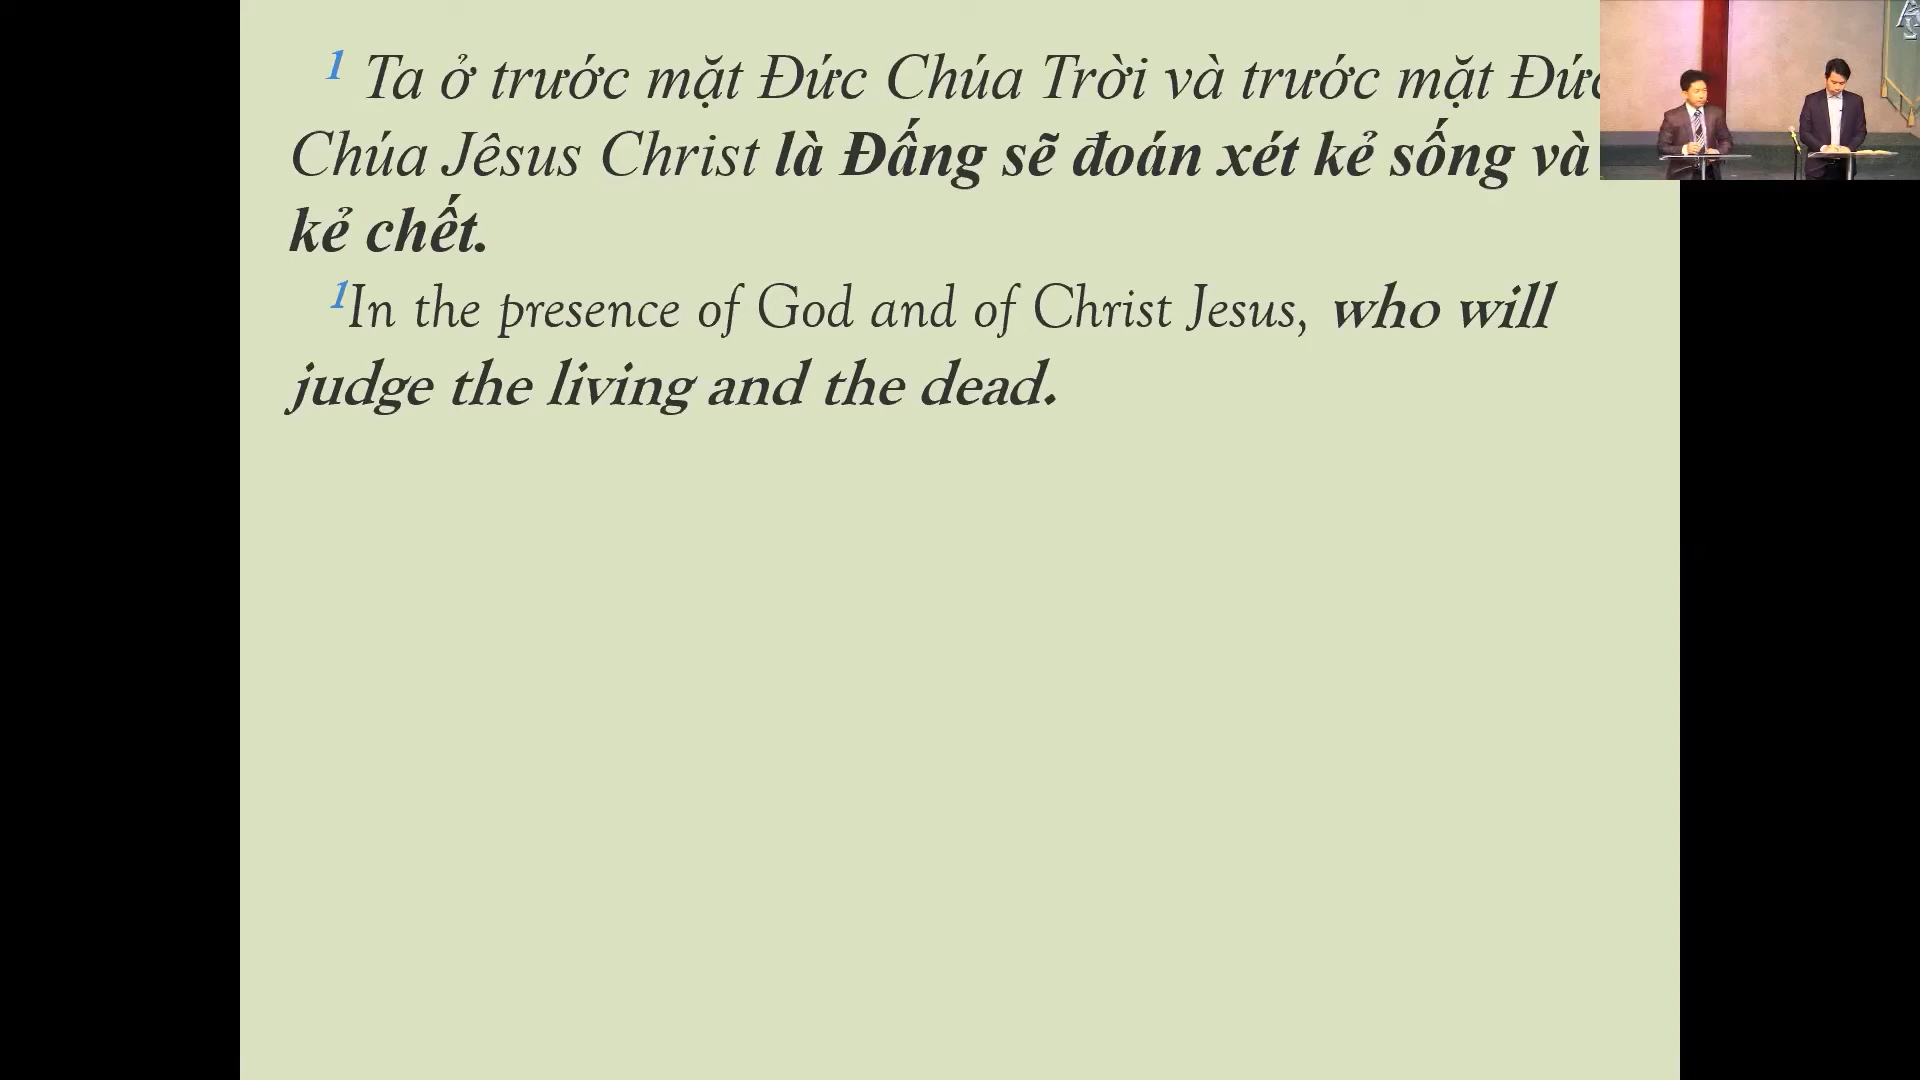 1 Ta ở trước mặt Đức Chúa Trời và trước mặt Đức
Chúa Jêsus Christ là Đấng sẽ đoán xét kẻ sống và
kẻ chết.
1In the presence of God and of Christ Jesus, who will
judge the living and the dead.